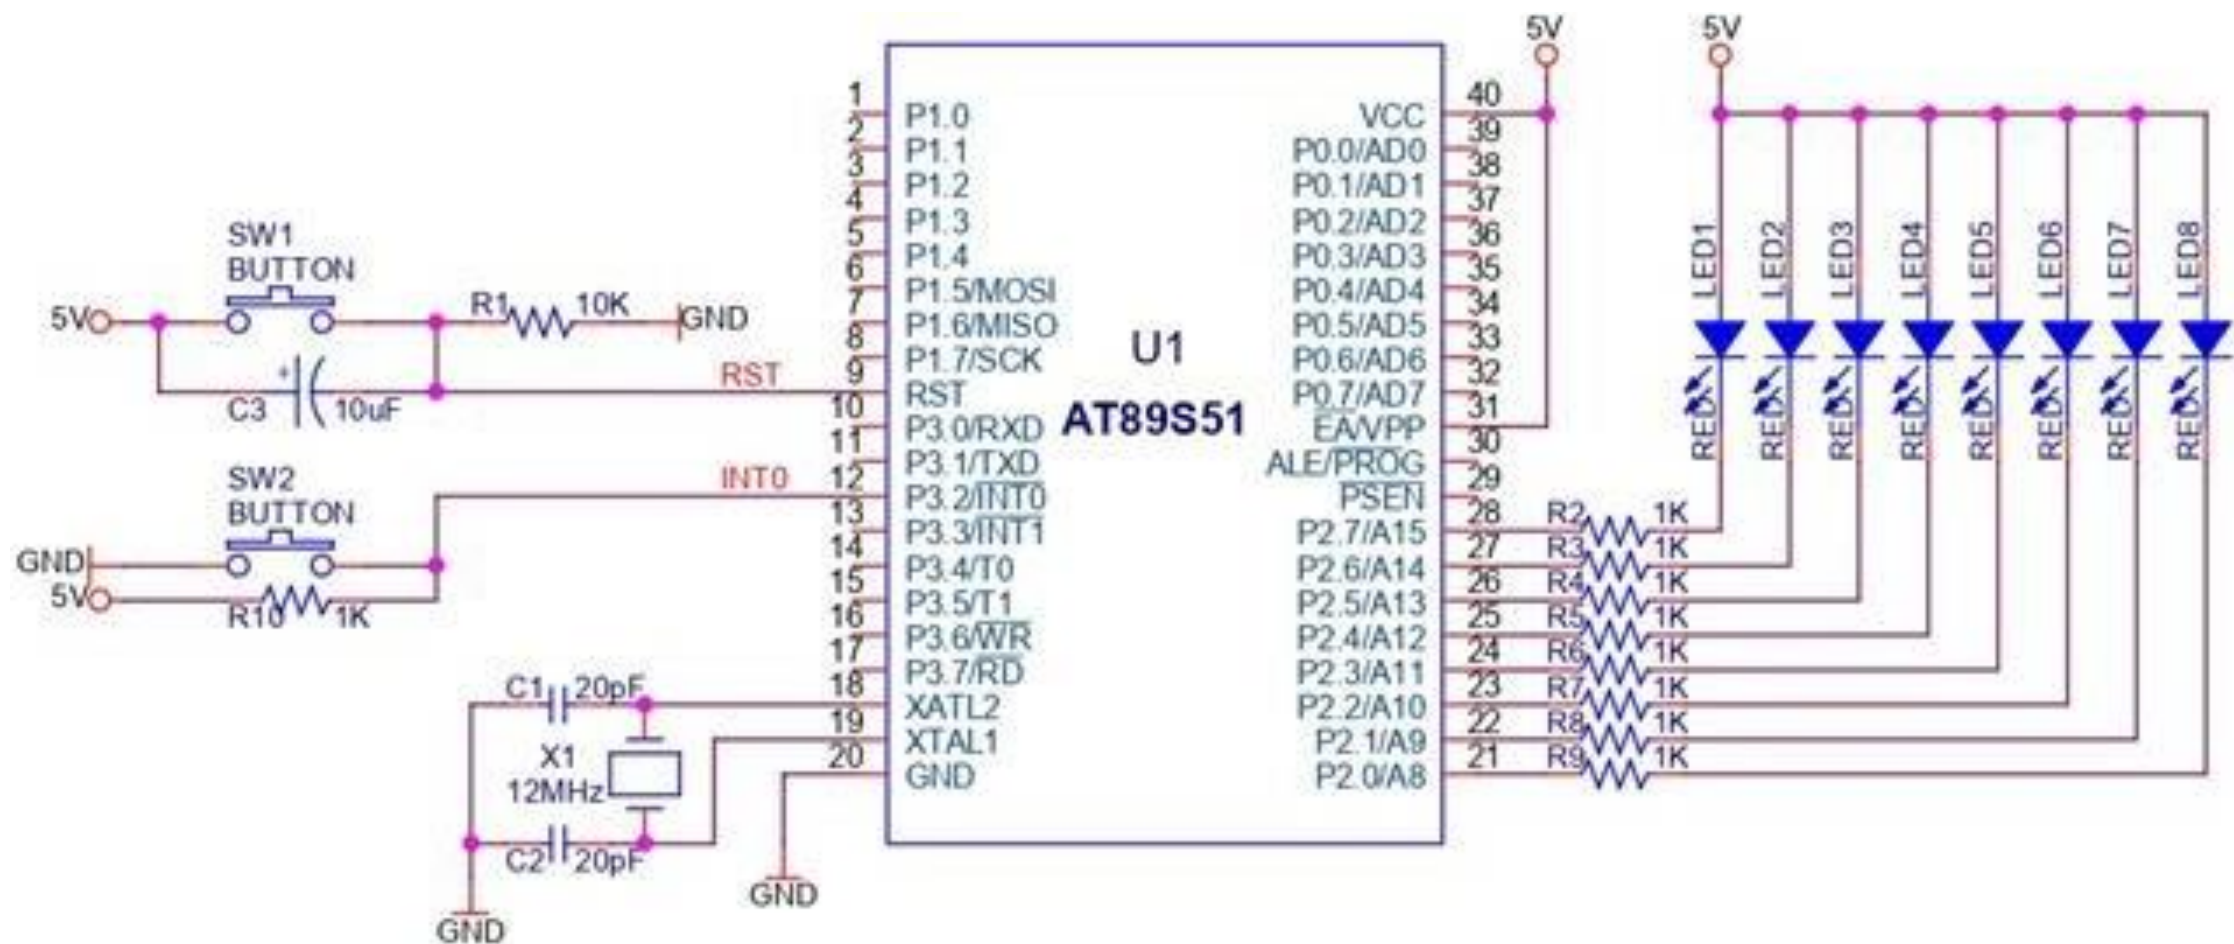 5V
5V
1
P1.0
2
P1.1
3
P1.2
4
P1.3
5
P1.4
6
P1.5/MOSI
7
P1.6/MISO
8
P1.7/SCK
9
RST
10
P3.0/RXD
11
P3.1/TXD
12
P3.2/INT0
13
P3.3/INT1
14
P3.4/T0
15
P3.5/T1
16
P3.6/WR
17
P3.7/RD
18
XATL2
19
XTAL1
20
GND
40
VCC
39
P0.0/AD0
38
P0.1/AD1
37
P0.2/AD2
36
P0.3/AD3
35
P0.4/AD4
34
P0.5/AD5
33
P0.6/AD6
32
P0.7/AD7
31
EA/VPP
30
ALE/PROG
29
PSEN
28
P2.7/A15
27
P2.6/A14
26
P2.5/A13
25
P2.4/A12
24
P2.3/A11
23
P2.2/A10
22
P2.1/A9
21
P2.0/A8
U1
AT89S51
SW1
BUTTON
5V
R1 10K
GND
C3 10uF
+
RST
SW2
BUTTON
INT0
GND
5V
R10 1K
C1 20pF
X1
12MHz
C2 20pF
GND
GND
LED1
LED2
LED3
LED4
LED5
LED6
LED7
LED8
RED
RED
RED
RED
RED
RED
RED
RED
R2 1K
R3 1K
R4 1K
R5 1K
R6 1K
R7 1K
R8 1K
R9 1K